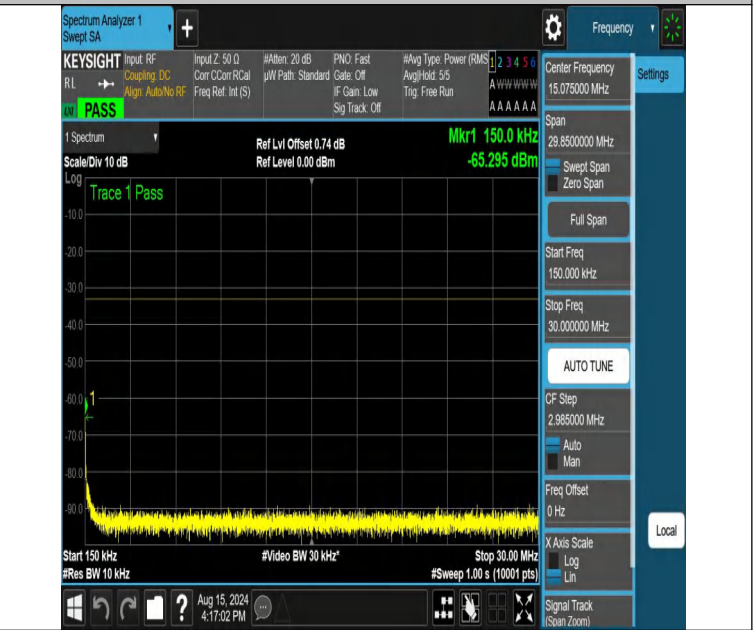 Spectrum Analyzer 1
Swept SA
+
Frequency
KEYSIGHT
RL
PASS
Input: RF
Coupling: DC
Align: Auto/No RF
Input Z: 50 Ω
Corr CCorr RCal
Freq Ref: Int (S)
#Atten: 20 dB
µW Path: Standard
PNO: Fast
Gate: Off
IF Gain: Low
Sig Track: Off
#Avg Type: Power (RMS
Avg|Hold: 5/5
Trig: Free Run
1 2 3 4 5 6
A W W W W W
A A A A A A
1 Spectrum
Scale/Div 10 dB
Ref Lvl Offset 0.74 dB
Ref Level 0.00 dBm
Mkr1 150.0 kHz
-65.295 dBm
Log
Trace 1 Pass
-10.0
-20.0
-30.0
-40.0
-50.0
-60.0
1
-70.0
-80.0
-90.0
Start 150 kHz
#Video BW 30 kHz*
Stop 30.00 MHz
#Res BW 10 kHz
#Sweep 1.00 s (10001 pts)
?
Aug 15, 2024
4:17:02 PM
Center Frequency
15.075000 MHz
Settings
Span
29.8500000 MHz
Swept Span
Zero Span
Full Span
Start Freq
150.000 kHz
Stop Freq
30.000000 MHz
AUTO TUNE
CF Step
2.985000 MHz
Auto
Man
Freq Offset
0 Hz
X Axis Scale
Log
Lin
Signal Track
(Span Zoom)
Local